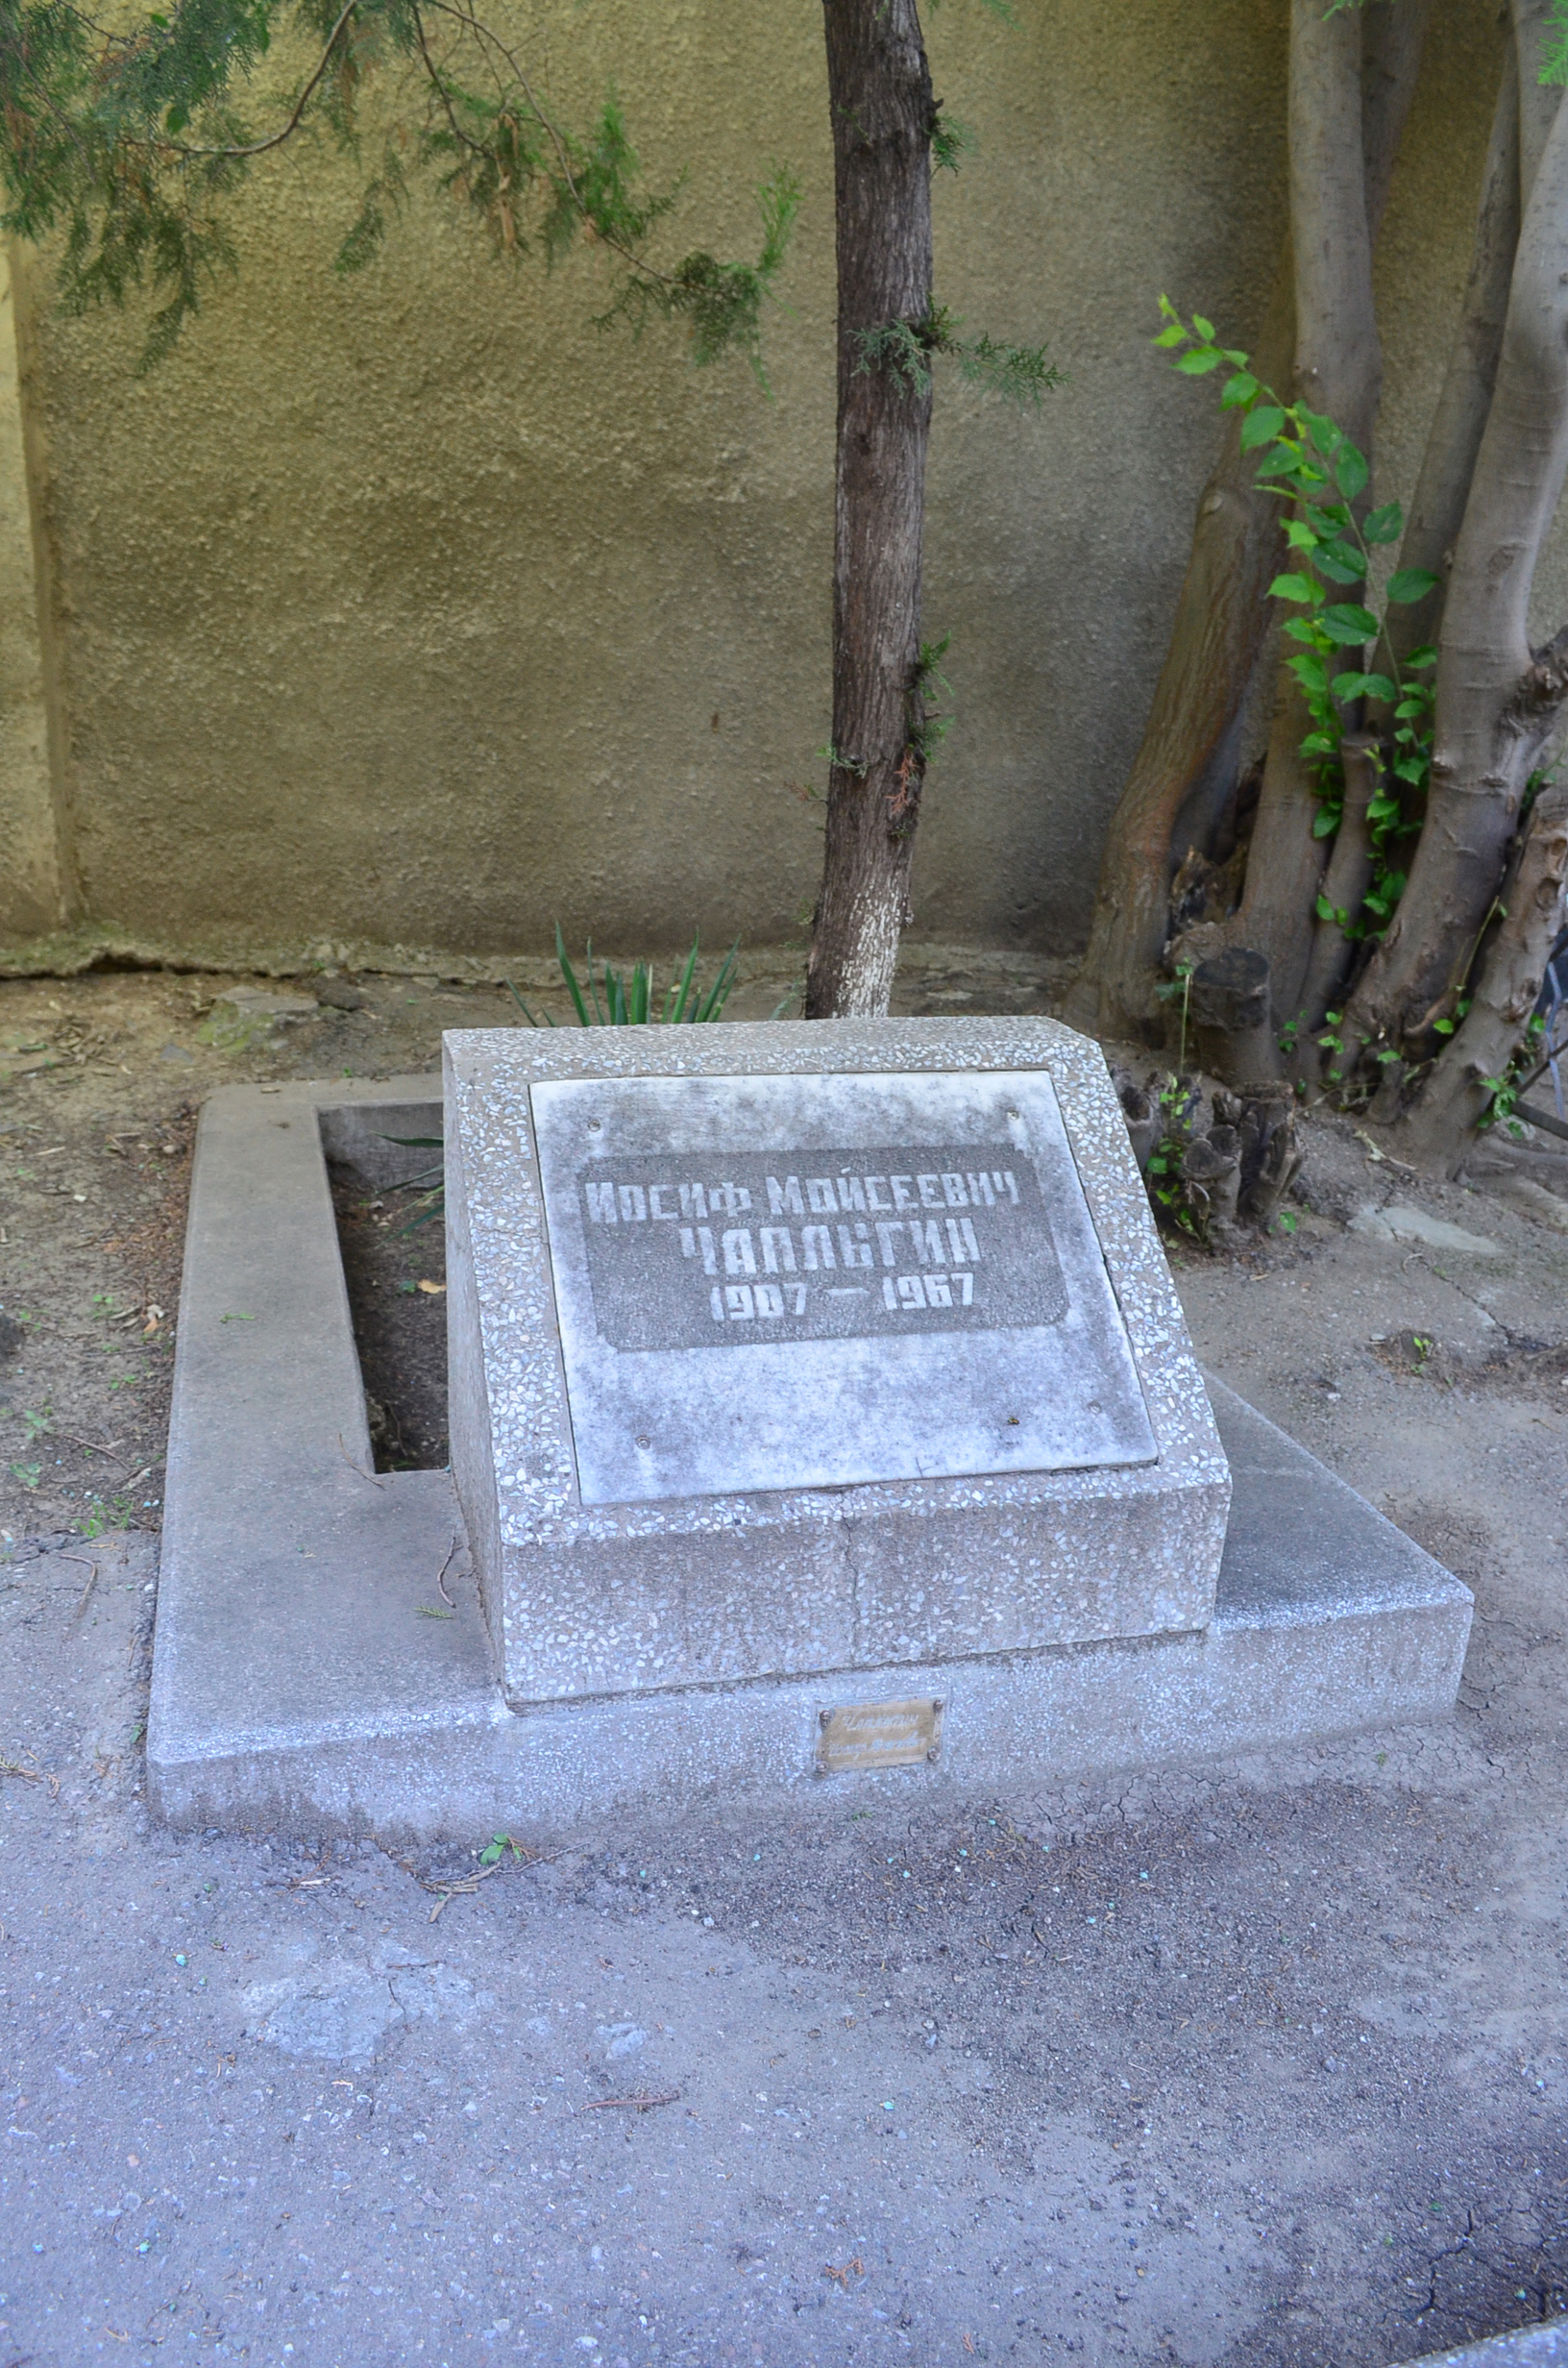 Иосиф Моисеевич
Чаплыгин
1907 — 1967